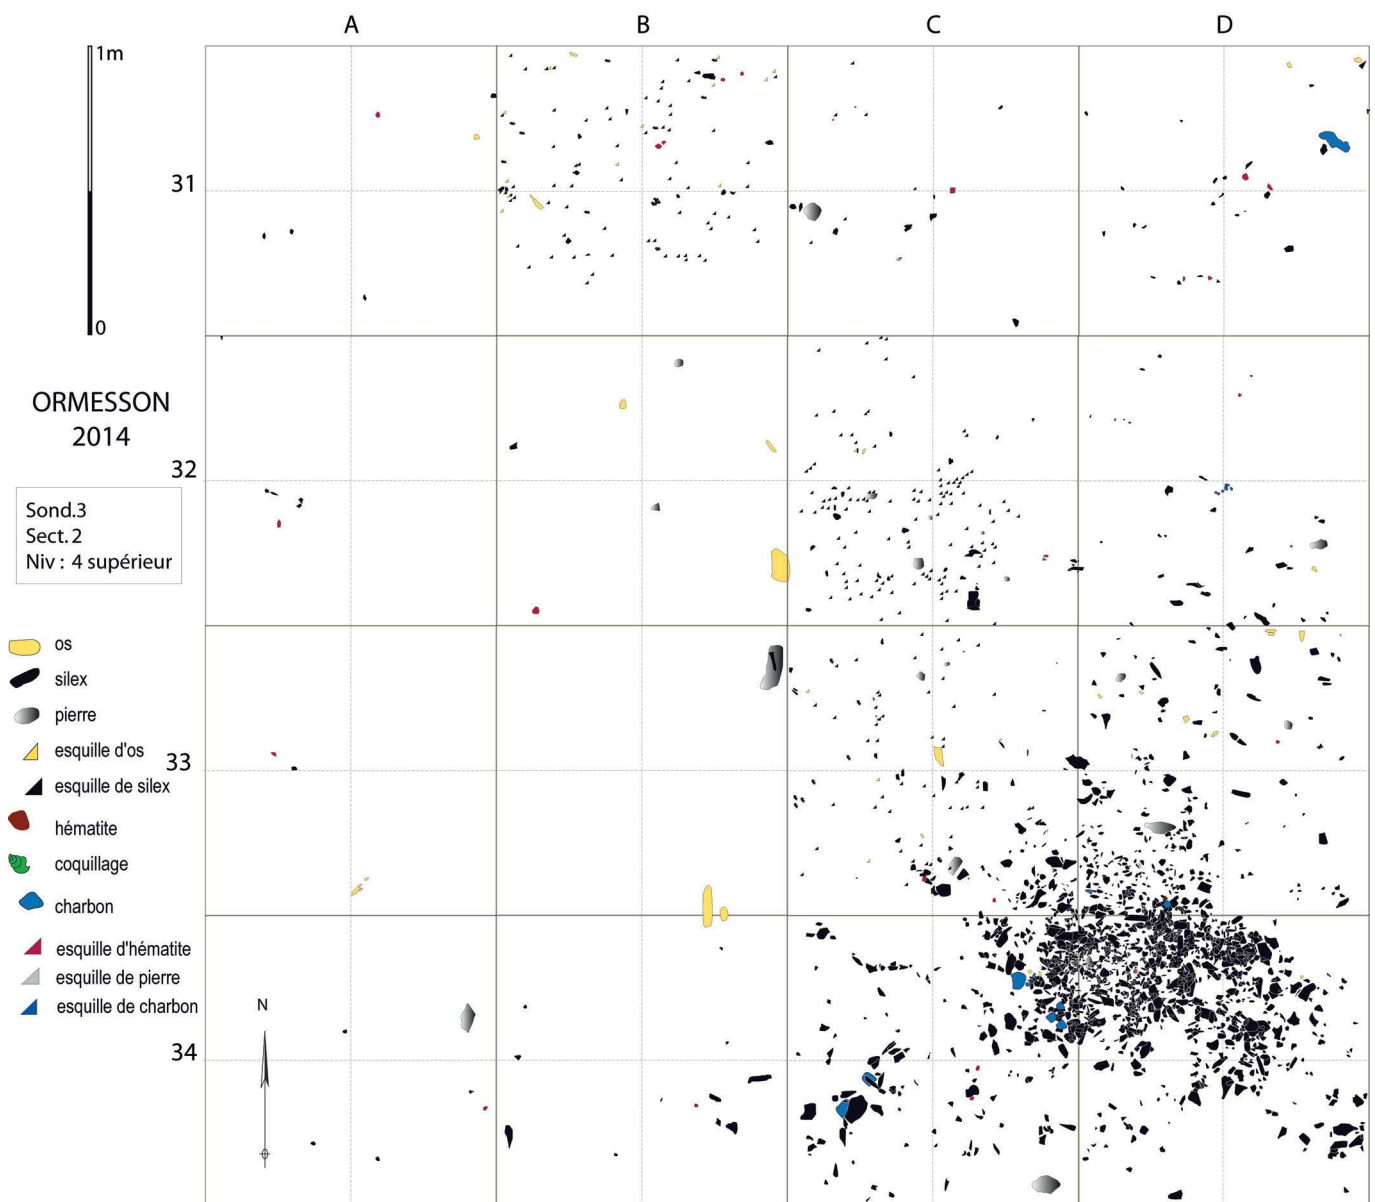 A B C D
1m
31
0
ORMESSON
2014
32
Sond.3
Sect. 2
Niv : 4 supérieur
os
silex
pierre
esquille d'os
33
esquille de silex
hématite
coquillage
charbon
esquille d'hématite
esquille de pierre
esquille de charbon
N
34